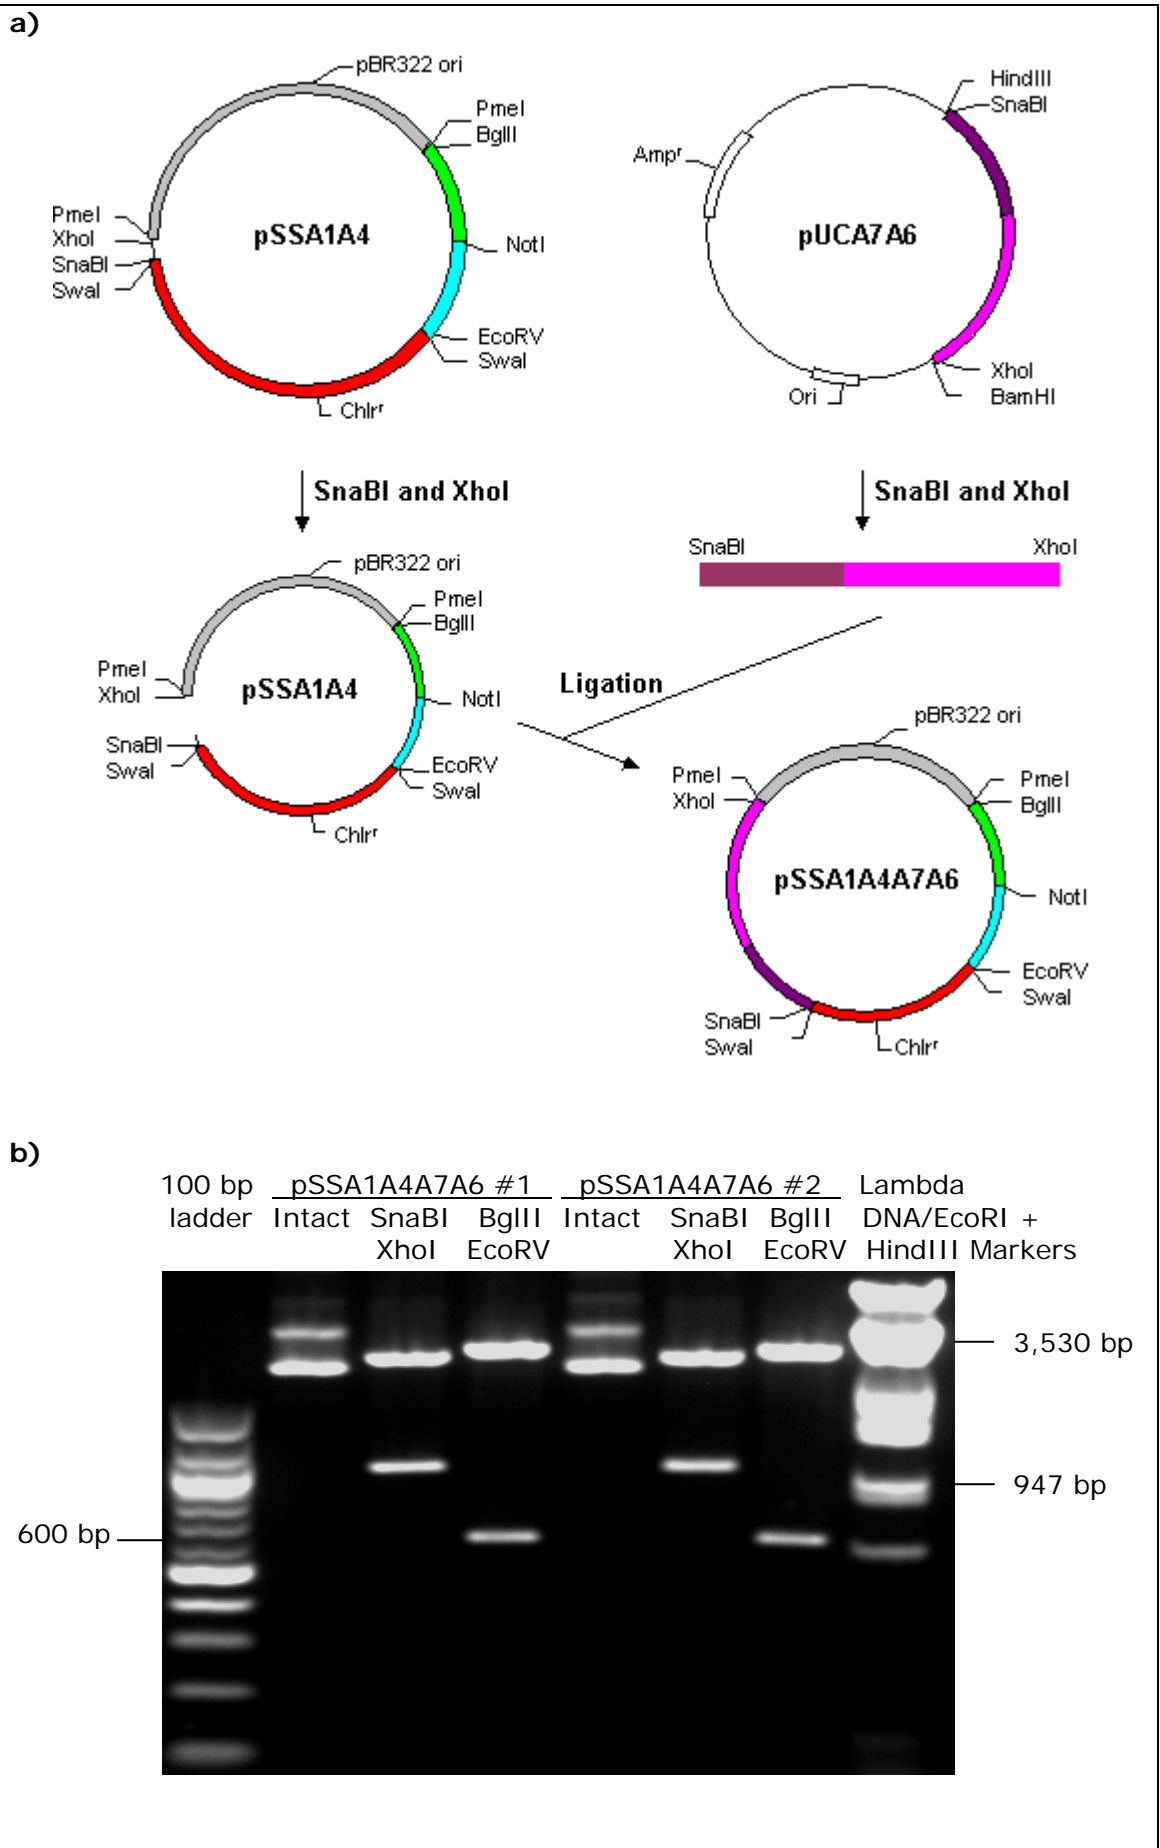 a)
pBR322 ori
PmeI
BglII
PmeI
XhoI
SnaBI
SwaI
pSSA1A4
NotI
EcoRV
SwaI
Chlrʳ
HindIII
SnaBI
Ampʳ
pUCA7A6
XhoI
BamHI
Ori
SnaBI and XhoI
SnaBI and XhoI
SnaBI XhoI
pBR322 ori
PmeI
BglII
PmeI
XhoI
pSSA1A4
NotI
SnaBI
SwaI
EcoRV
SwaI
Chlrʳ
Ligation
pBR322 ori
PmeI
XhoI
PmeI
BglII
pSSA1A4A7A6
NotI
EcoRV
SwaI
SnaBI
SwaI
Chlrʳ
b)
100 bp pSSA1A4A7A6 #1 pSSA1A4A7A6 #2 Lambda
ladder Intact SnaBI BglII Intact SnaBI BglII DNA/EcoRI +
XhoI EcoRV XhoI EcoRV HindIII Markers
3,530 bp
947 bp
600 bp